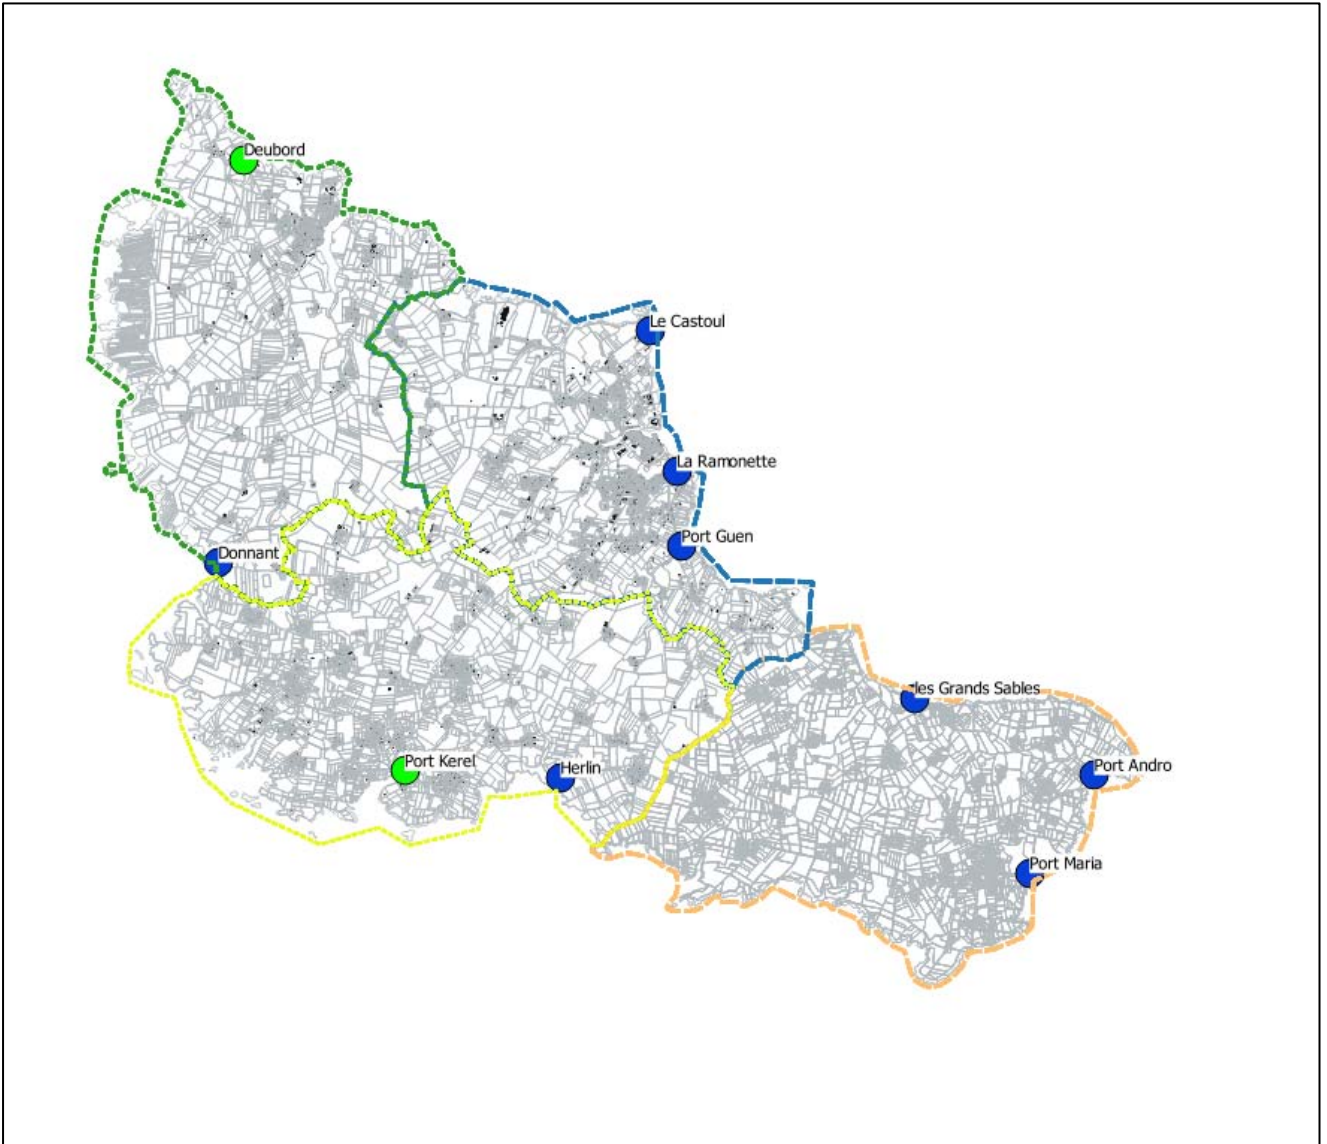 Deubord
Le Castoul
La Ramonette
Port Guen
Donnant
les Grands Sables
Port Kerel
Herlin
Port Andro
Port Maria